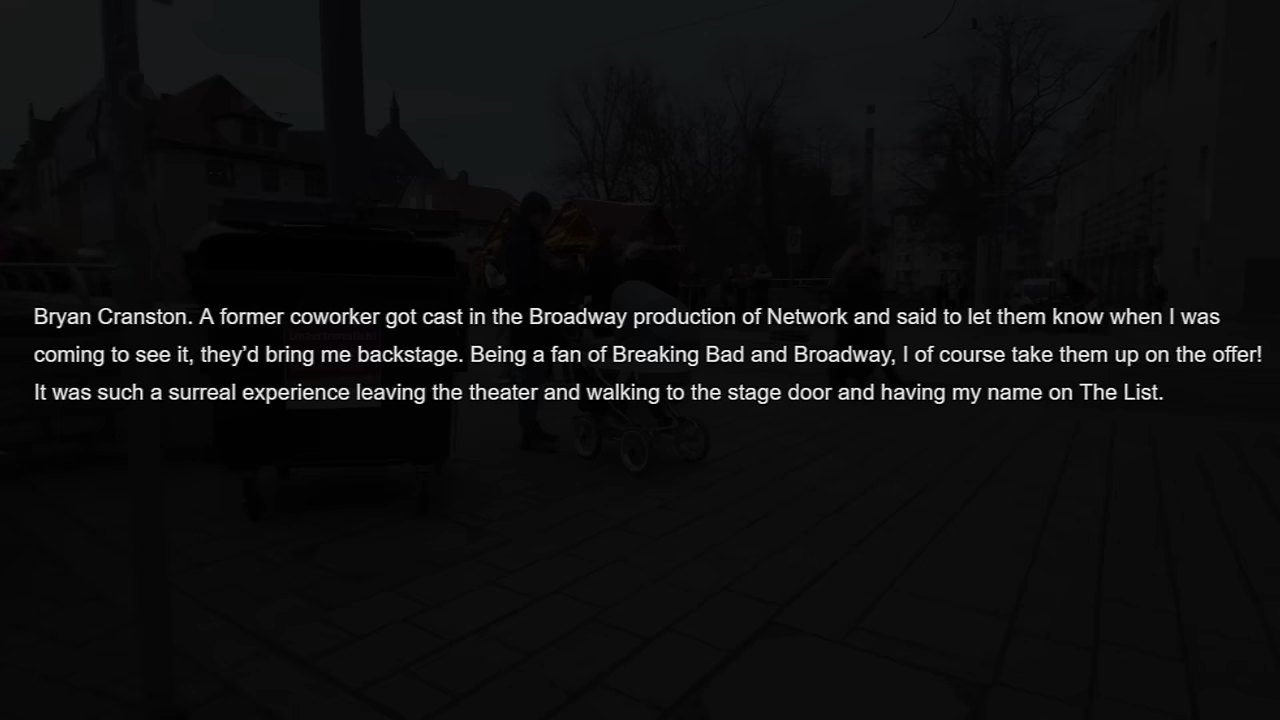 Bryan Cranston. A former coworker got cast in the Broadway production of Network and said to let them know when I was
coming to see it, they’d bring me backstage. Being a fan of Breaking Bad and Broadway, I of course take them up on the offer!
It was such a surreal experience leaving the theater and walking to the stage door and having my name on The List.